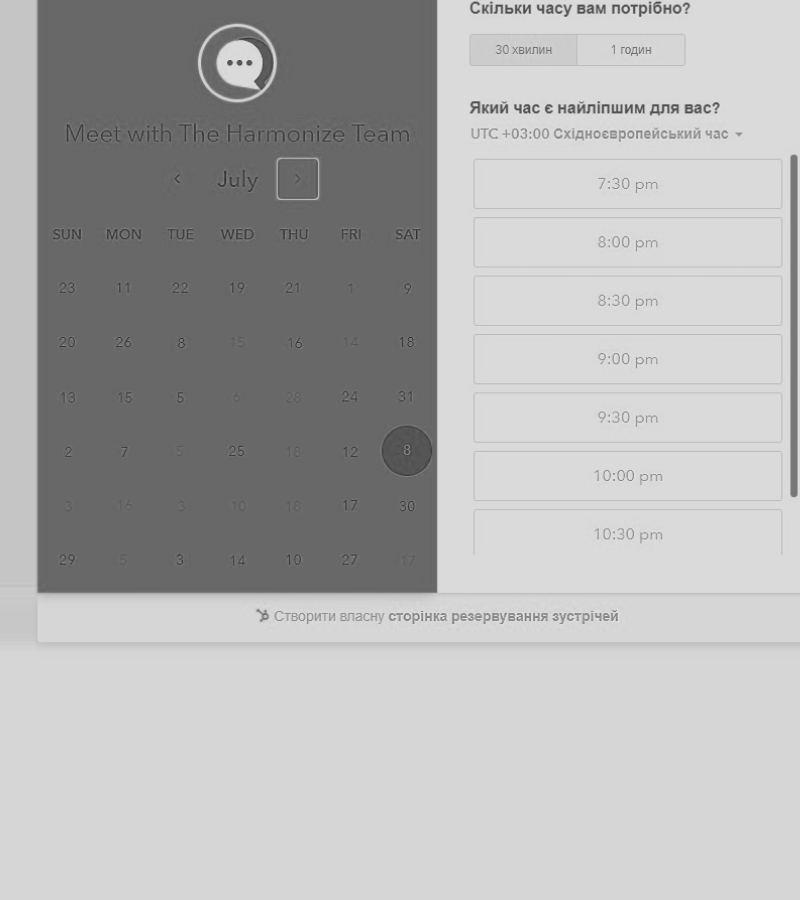 Meet with The Harmonize Team
July
SUN MON TUE WED THU FRI SAT
23 11 22 19 21 1 9
20 26 8 15 16 14 18
13 15 5 6 28 24 31
2 7 5 25 18 12 8
3 16 3 10 18 17 30
29 5 3 14 10 27 17
Скільки часу вам потрібно?
30 хвилин 1 годин
Який час є найліпшим для вас?
UTC +03:00 Східноєвропейський час
7:30 pm
8:00 pm
8:30 pm
9:00 pm
9:30 pm
10:00 pm
10:30 pm
Створити власну сторінка резервування зустрічей